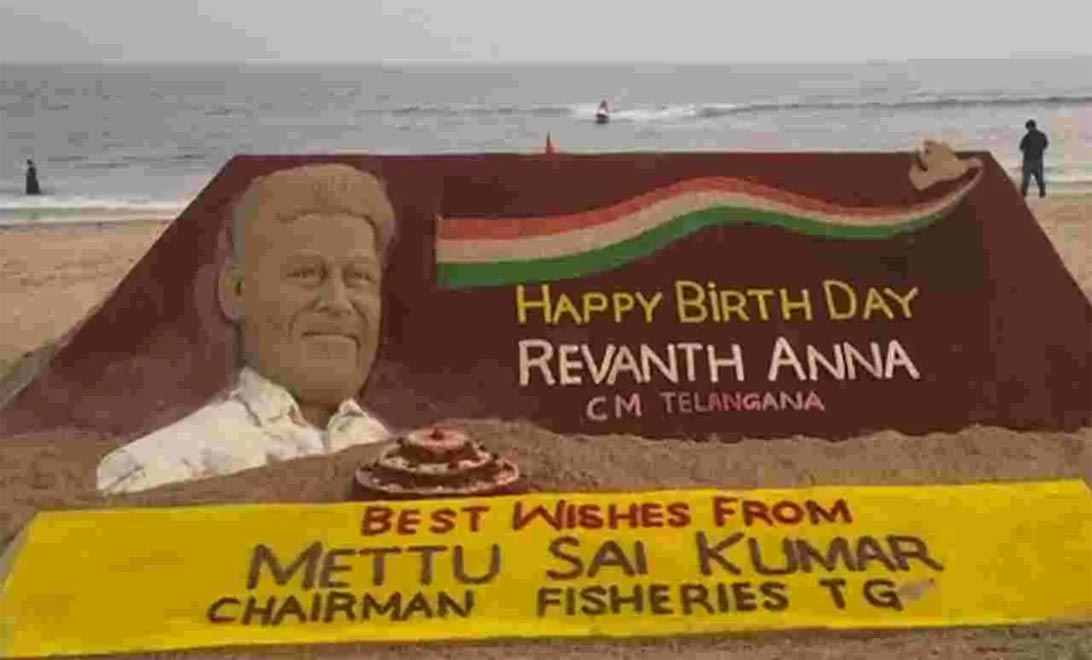 HAPPY BiRTH DAY
REVANTH ANNA
CM TELANGANA
BEST WISHES FROM
METTU SAI KUMAR
CHAIRMAN FISHERIES TG